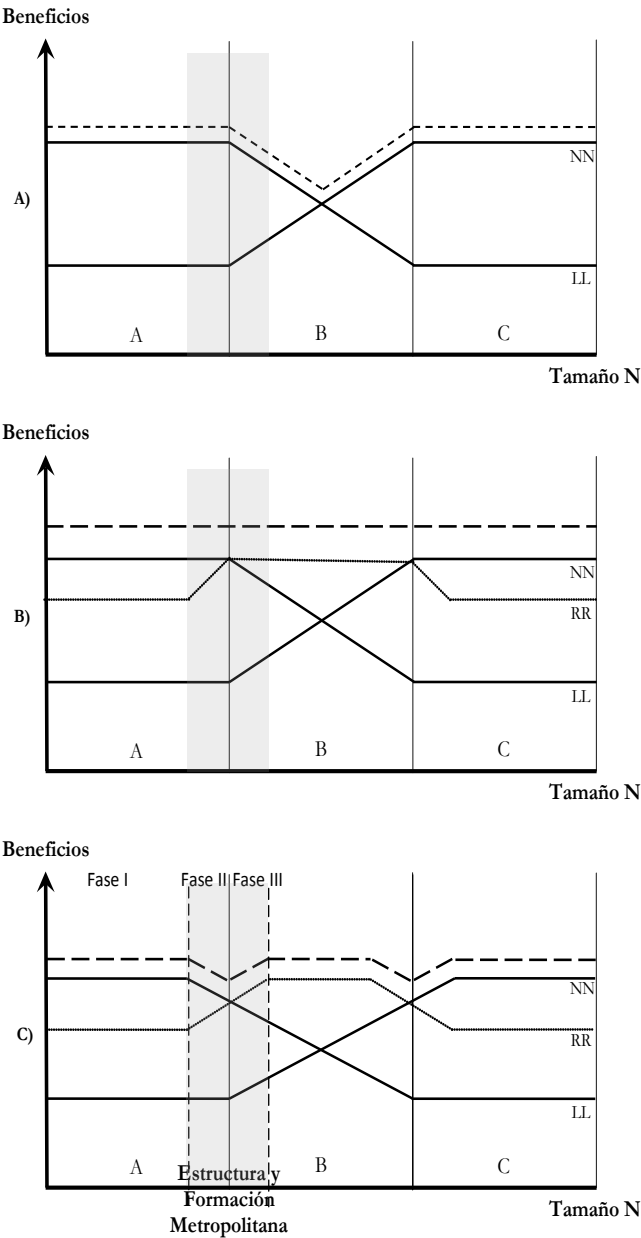 Beneficios
NN
A)
LL
A B C
Tamaño N
Beneficios
NN
RR
B)
LL
A B C
Tamaño N
Beneficios
Fase I Fase II Fase III
NN
C)
RR
LL
A B C
Estructura y
Formación
Metropolitana
Tamaño N